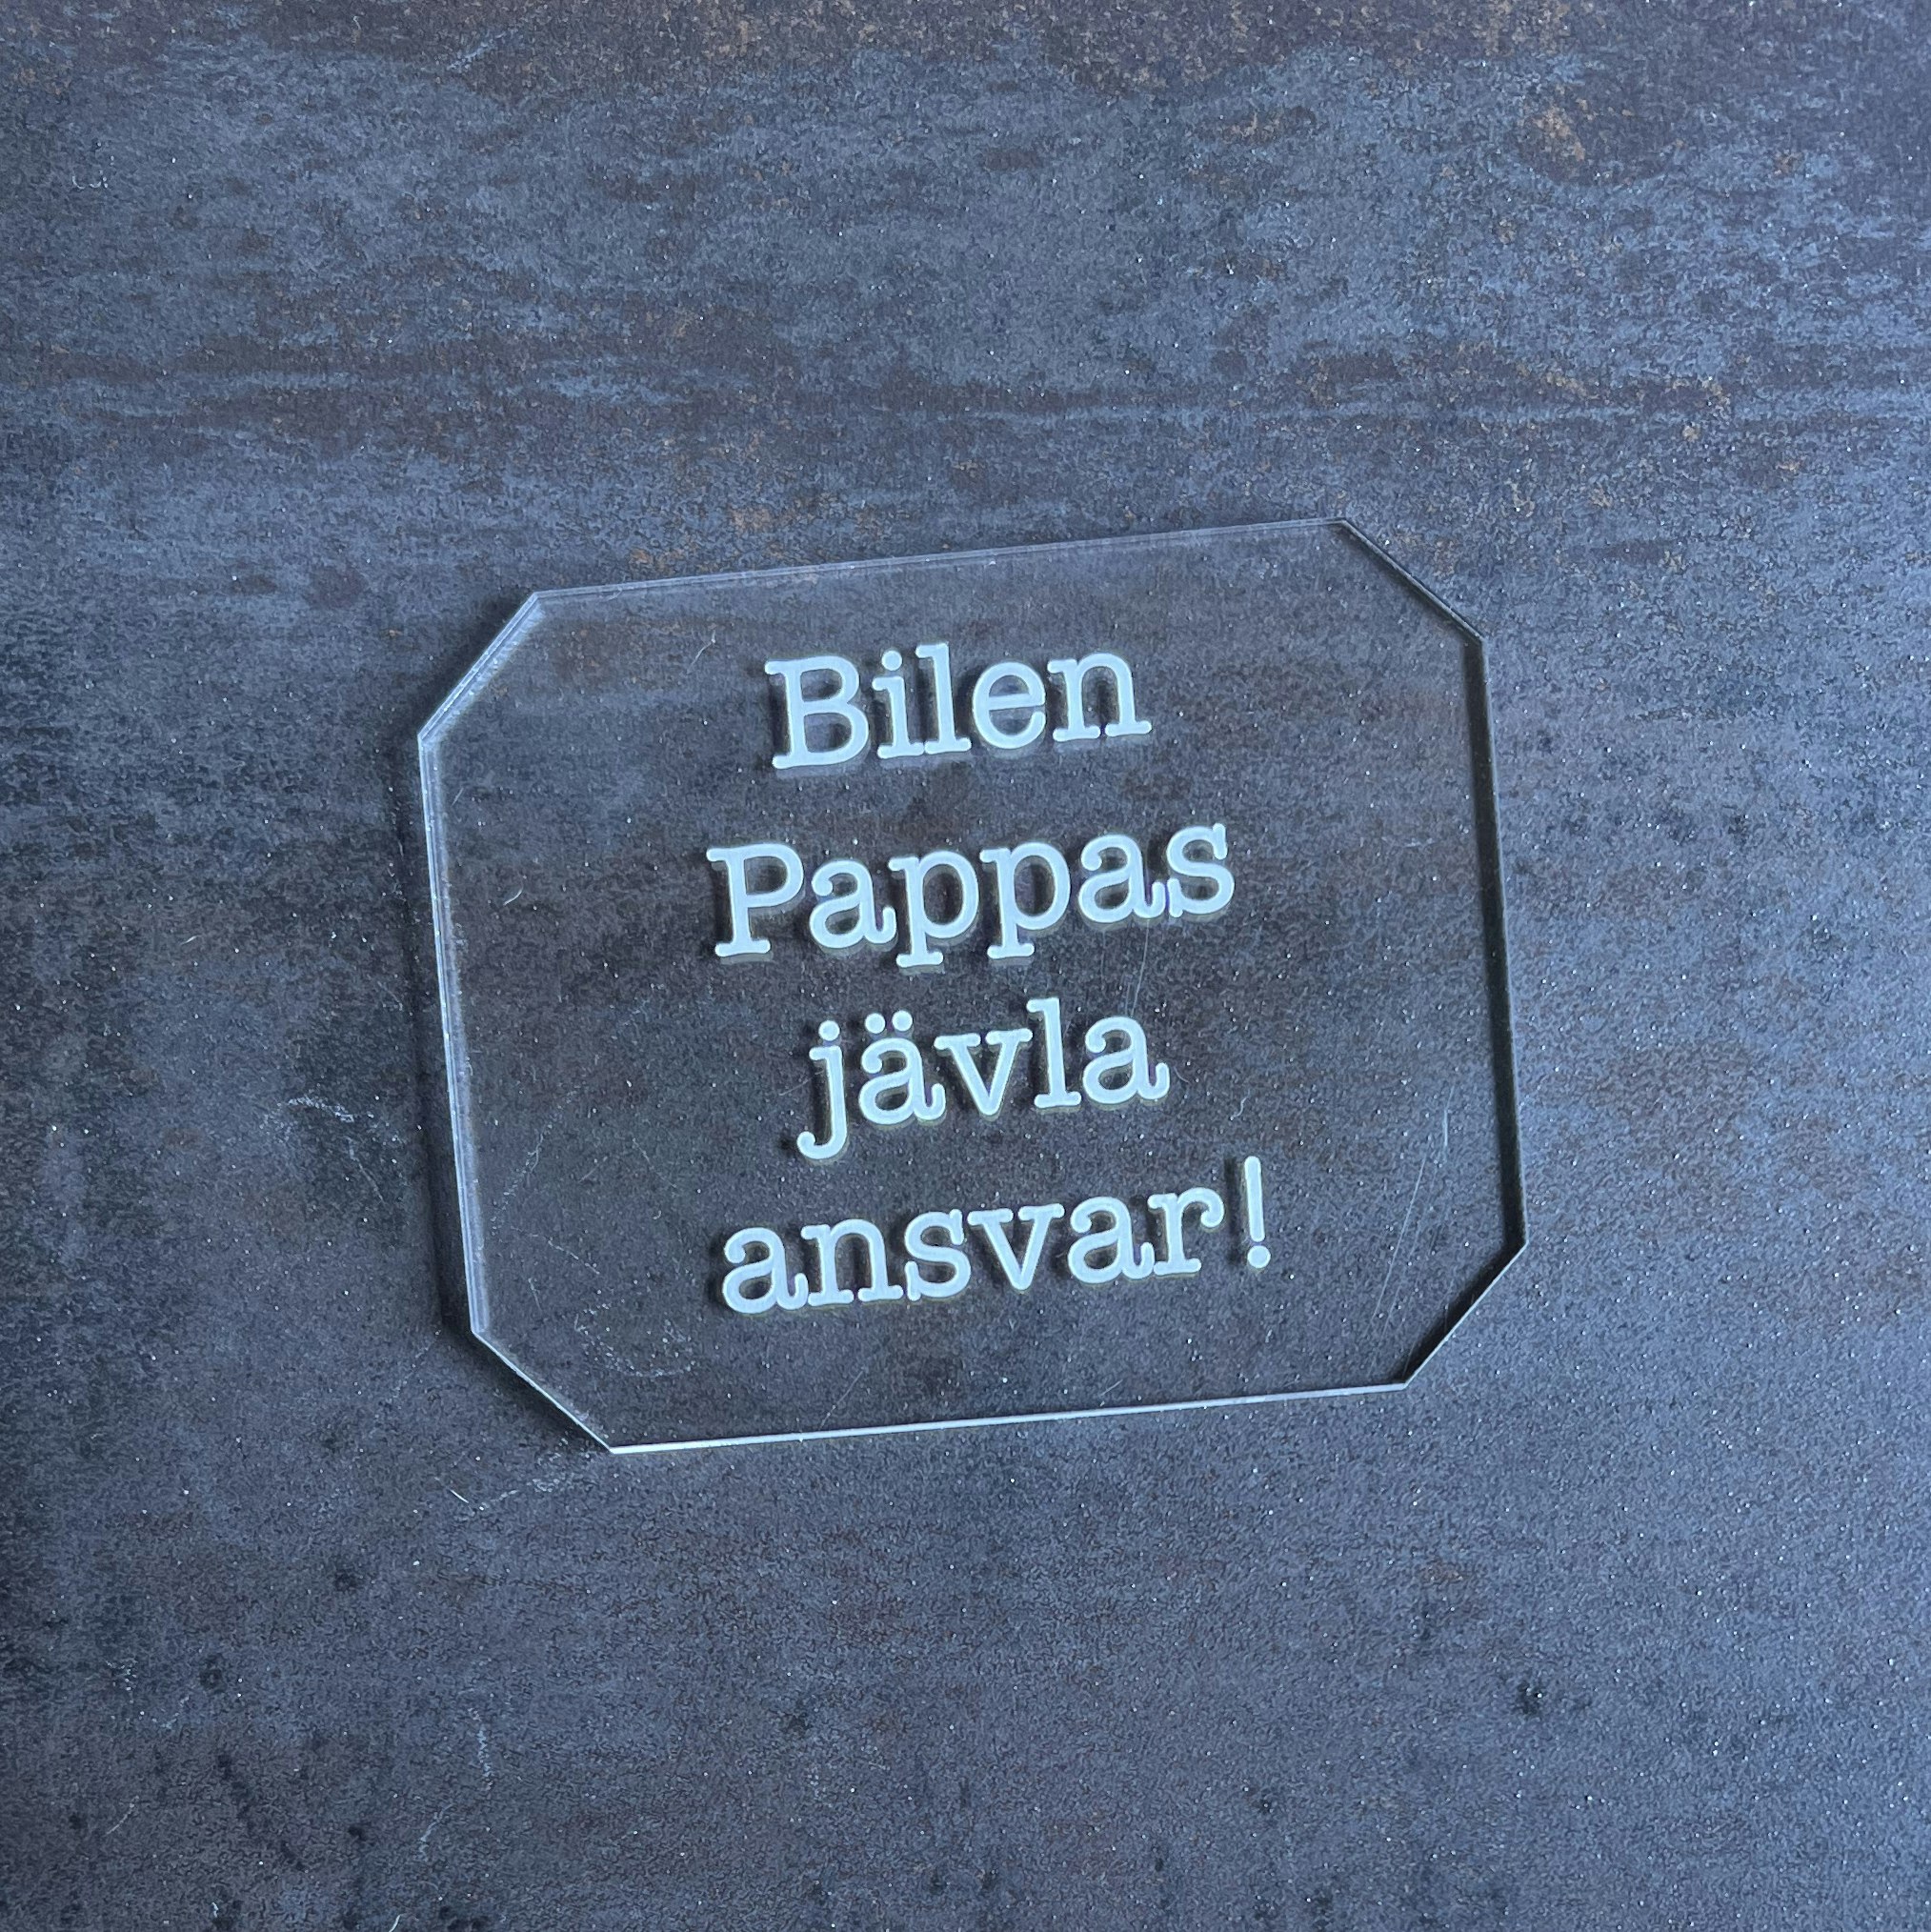 Bilen
Pappas
jävla
ansvar!